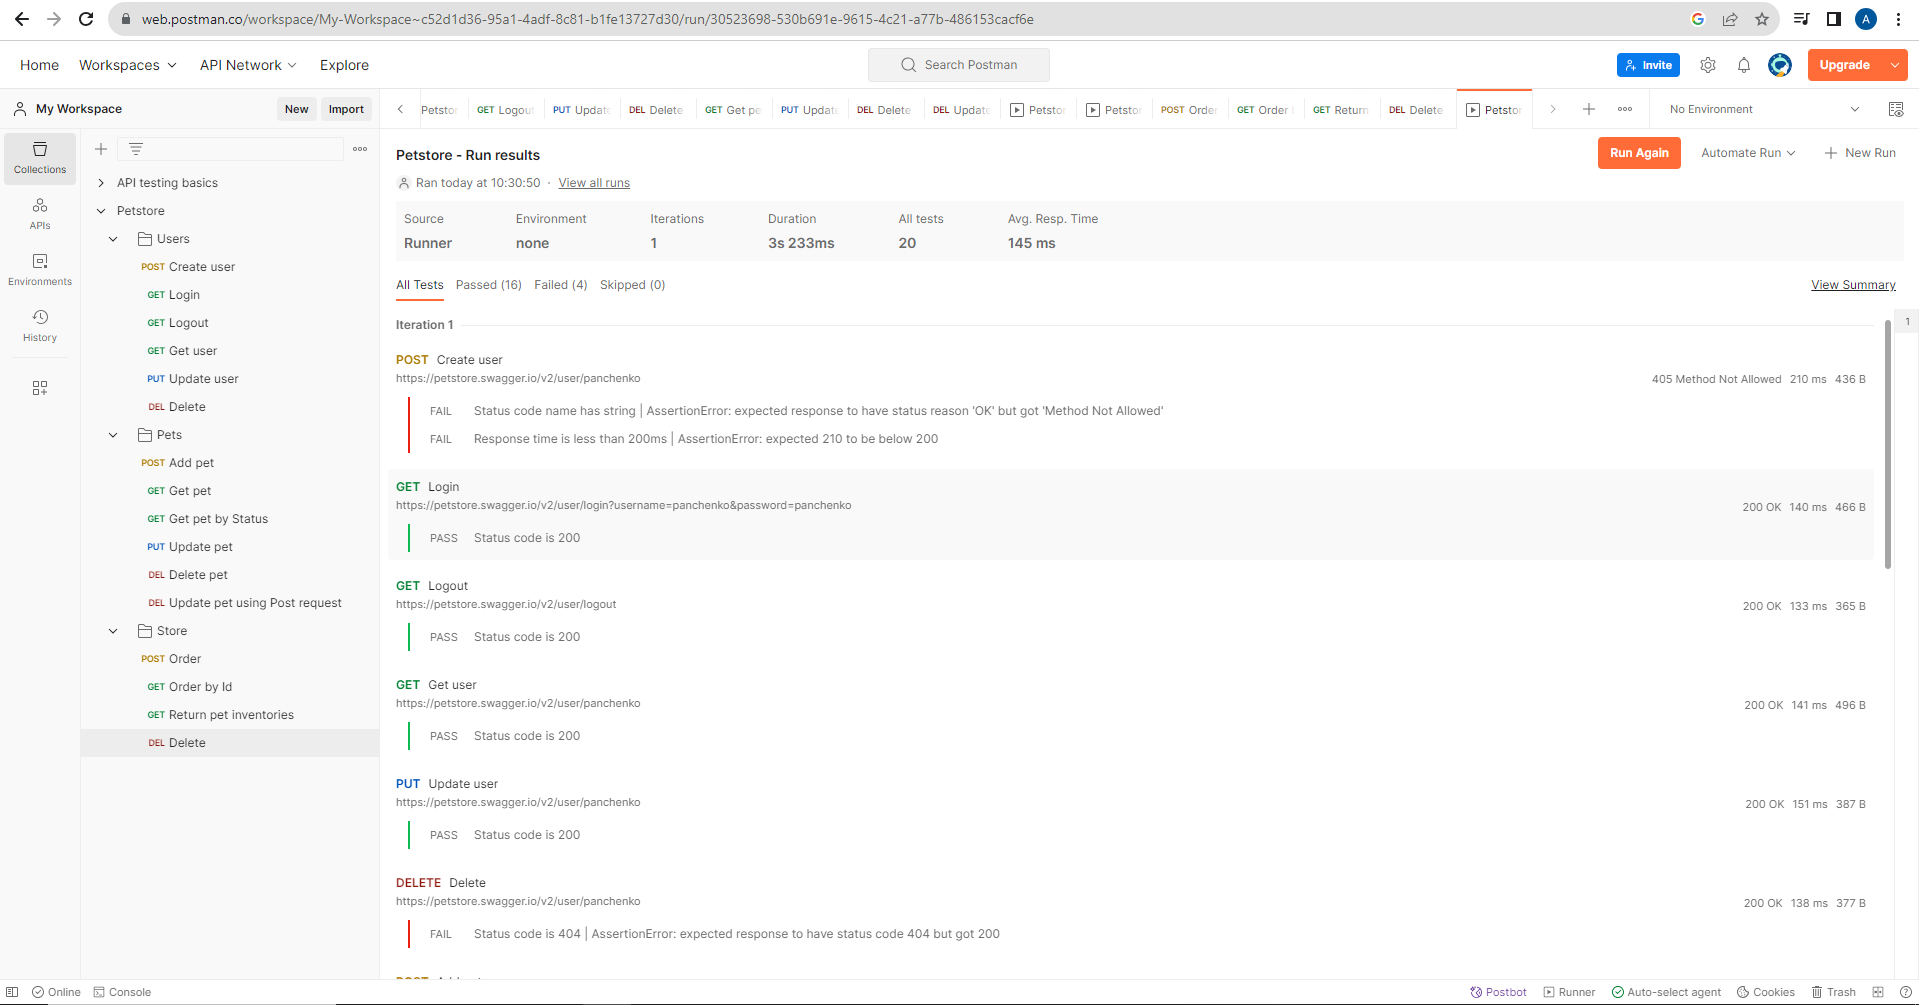 web.postman.co/workspace/My-Workspace~c52d1d36-95a1-4adf-8c81-b1fe13727d30/run/30523698-530b691e-9615-4c21-a77b-486153cacf6e
A
Home Workspaces API Network Explore
Search Postman
Invite
Upgrade
My Workspace
New Import
Petstor GET Logout PUT Update DEL Delete GET Get pe PUT Update DEL Delete DEL Update Petstor Petstor POST Order GET Order GET Return DEL Delete Petstor
No Environment
Collections
APIs
Environments
History
API testing basics
Petstore
Users
POST Create user
GET Login
GET Logout
GET Get user
PUT Update user
DEL Delete
Pets
POST Add pet
GET Get pet
GET Get pet by Status
PUT Update pet
DEL Delete pet
DEL Update pet using Post request
Store
POST Order
GET Order by Id
GET Return pet inventories
DEL Delete
Petstore - Run results
Run Again Automate Run New Run
Ran today at 10:30:50 · View all runs
Source Environment Iterations Duration All tests Avg. Resp. Time
Runner none 1 3s 233ms 20 145 ms
All Tests Passed (16) Failed (4) Skipped (0)
View Summary
Iteration 1
1
POST Create user
https://petstore.swagger.io/v2/user/panchenko
405 Method Not Allowed 210 ms 436 B
FAIL Status code name has string | AssertionError: expected response to have status reason 'OK' but got 'Method Not Allowed'
FAIL Response time is less than 200ms | AssertionError: expected 210 to be below 200
GET Login
https://petstore.swagger.io/v2/user/login?username=panchenko&password=panchenko
200 OK 140 ms 466 B
PASS Status code is 200
GET Logout
https://petstore.swagger.io/v2/user/logout
200 OK 133 ms 365 B
PASS Status code is 200
GET Get user
https://petstore.swagger.io/v2/user/panchenko
200 OK 141 ms 496 B
PASS Status code is 200
PUT Update user
https://petstore.swagger.io/v2/user/panchenko
200 OK 151 ms 387 B
PASS Status code is 200
DELETE Delete
https://petstore.swagger.io/v2/user/panchenko
200 OK 138 ms 377 B
FAIL Status code is 404 | AssertionError: expected response to have status code 404 but got 200
Online Console
Postbot Runner Auto-select agent Cookies Trash